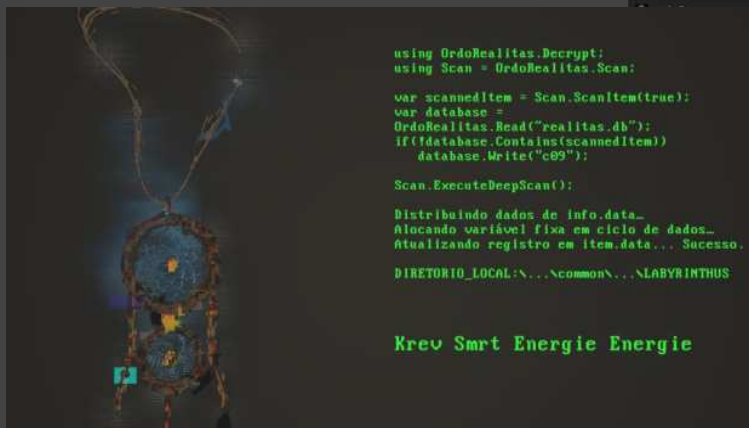 using OrdoRealitas.Decrypt;
using Scan = OrdoRealitas.Scan;
var scannedItem = Scan.ScanItem(true);
var database =
OrdoRealitas.Read("realitas.db");
if(!database.Contains(scannedItem))
database.Write("c09");
Scan.ExecuteDeepScan();
Distribuindo dados de info.data…
Alocando variável fixa em ciclo de dados…
Atualizando registro em item.data... Sucesso.
DIRETORIO_LOCAL:\...\common\...\LABYRINTHUS
Krev Smrt Energie Energie